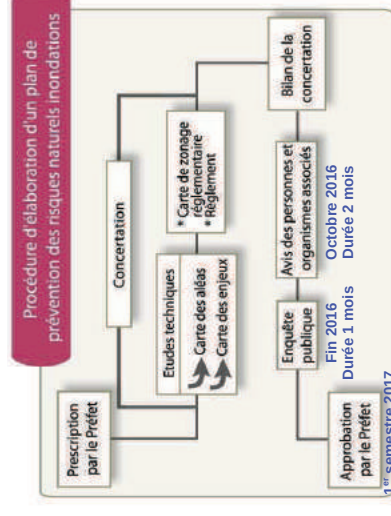 Procédure d'élaboration d'un plan de
prévention des risques naturels inondations
Prescription
par le Préfet
Concertation
Etudes techniques
Carte des aléas
Carte des enjeux
* Carte de zonage
réglementaire
* Règlement
Bilan de la
concertation
Avis des personnes et
organismes associés
Octobre 2016
Durée 2 mois
Enquête
publique
Fin 2016
Durée 1 mois
Approbation
par le Préfet
1er semestre 2017